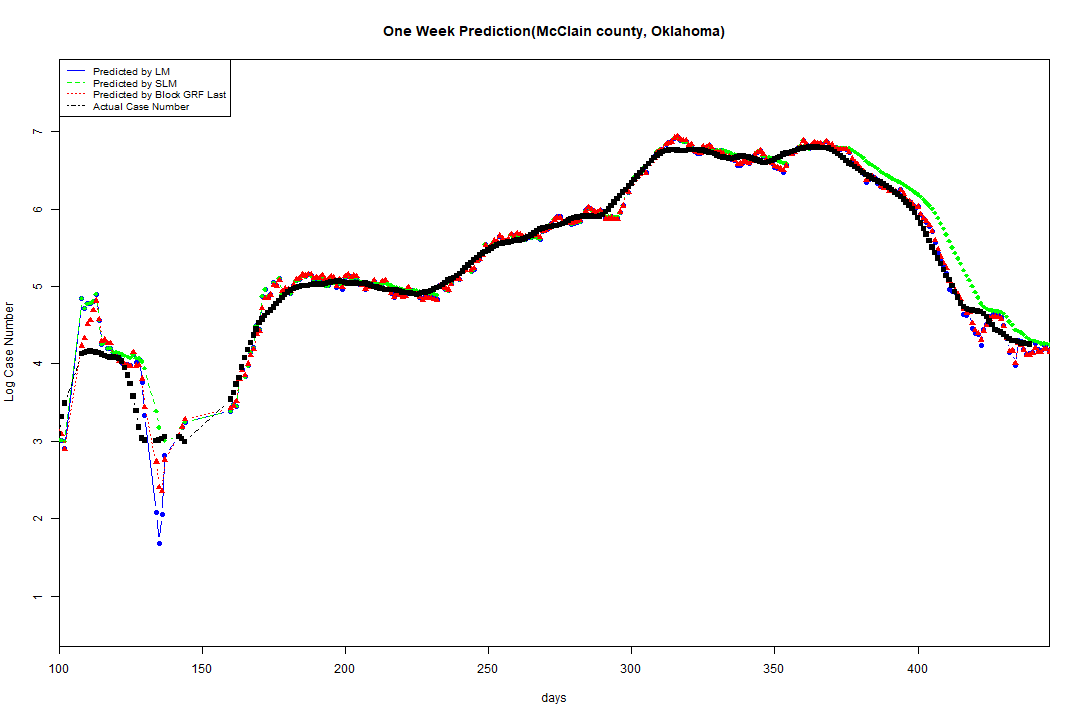 One Week Prediction(McClain county, Oklahoma)
Predicted by LM
Predicted by SLM
Predicted by Block GRF Last
Actual Case Number
Log Case Number
7
6
5
4
3
2
1
100 150 200 250 300 350 400
days